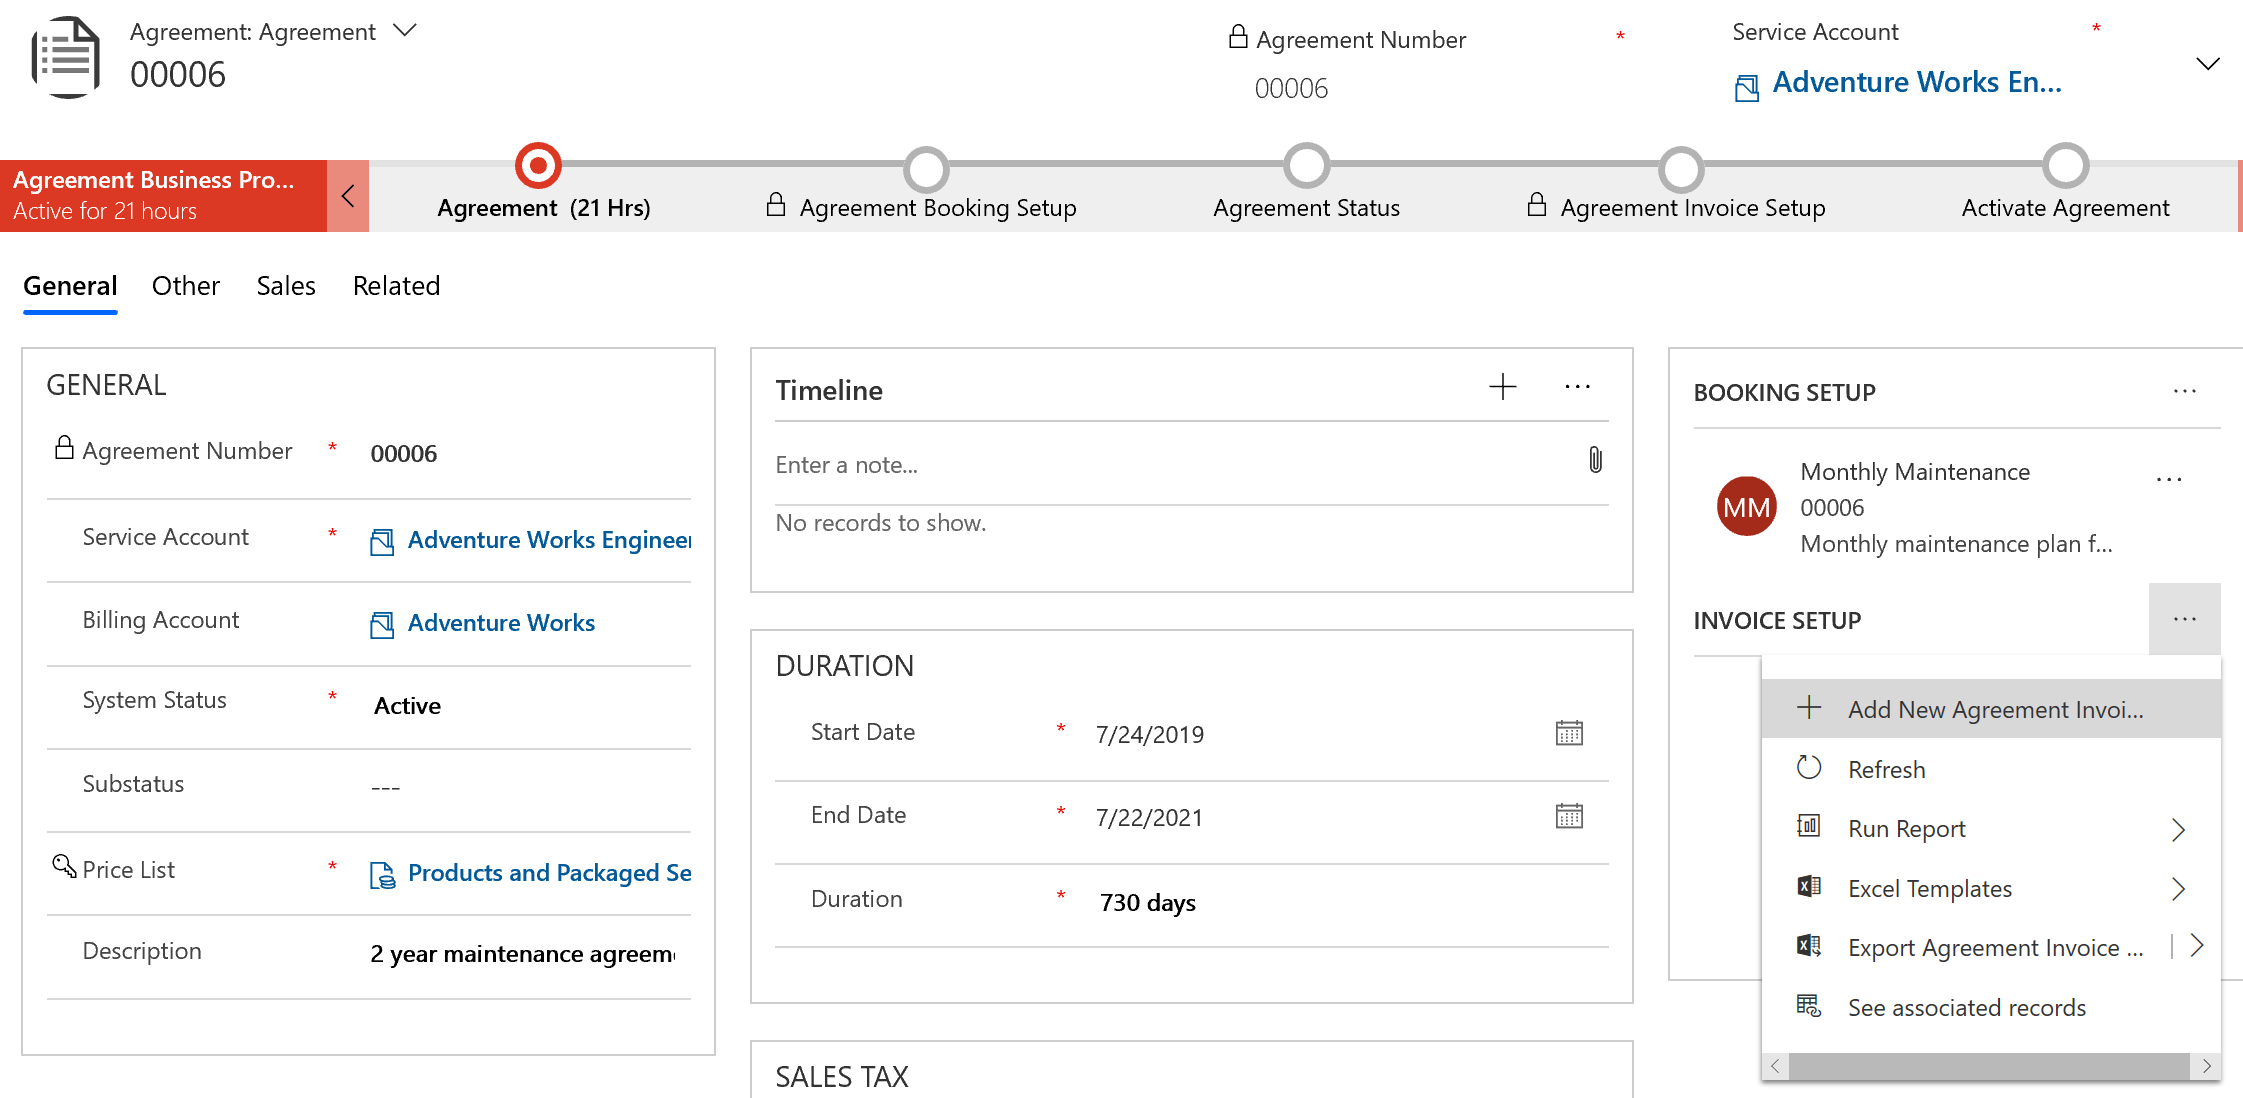 Agreement: Agreement
00006
Agreement Number *
00006
Service Account *
Adventure Works En...
Agreement Business Pro...
Active for 21 hours
Agreement (21 Hrs)
Agreement Booking Setup
Agreement Status
Agreement Invoice Setup
Activate Agreement
General Other Sales Related
GENERAL
Agreement Number * 00006
Service Account * Adventure Works Engineer
Billing Account Adventure Works
System Status * Active
Substatus ---
Price List * Products and Packaged Se
Description 2 year maintenance agreem
Timeline
Enter a note...
No records to show.
DURATION
Start Date * 7/24/2019
End Date * 7/22/2021
Duration * 730 days
SALES TAX
BOOKING SETUP
MM
Monthly Maintenance
00006
Monthly maintenance plan f...
INVOICE SETUP
Add New Agreement Invoi...
Refresh
Run Report
Excel Templates
Export Agreement Invoice ...
See associated records